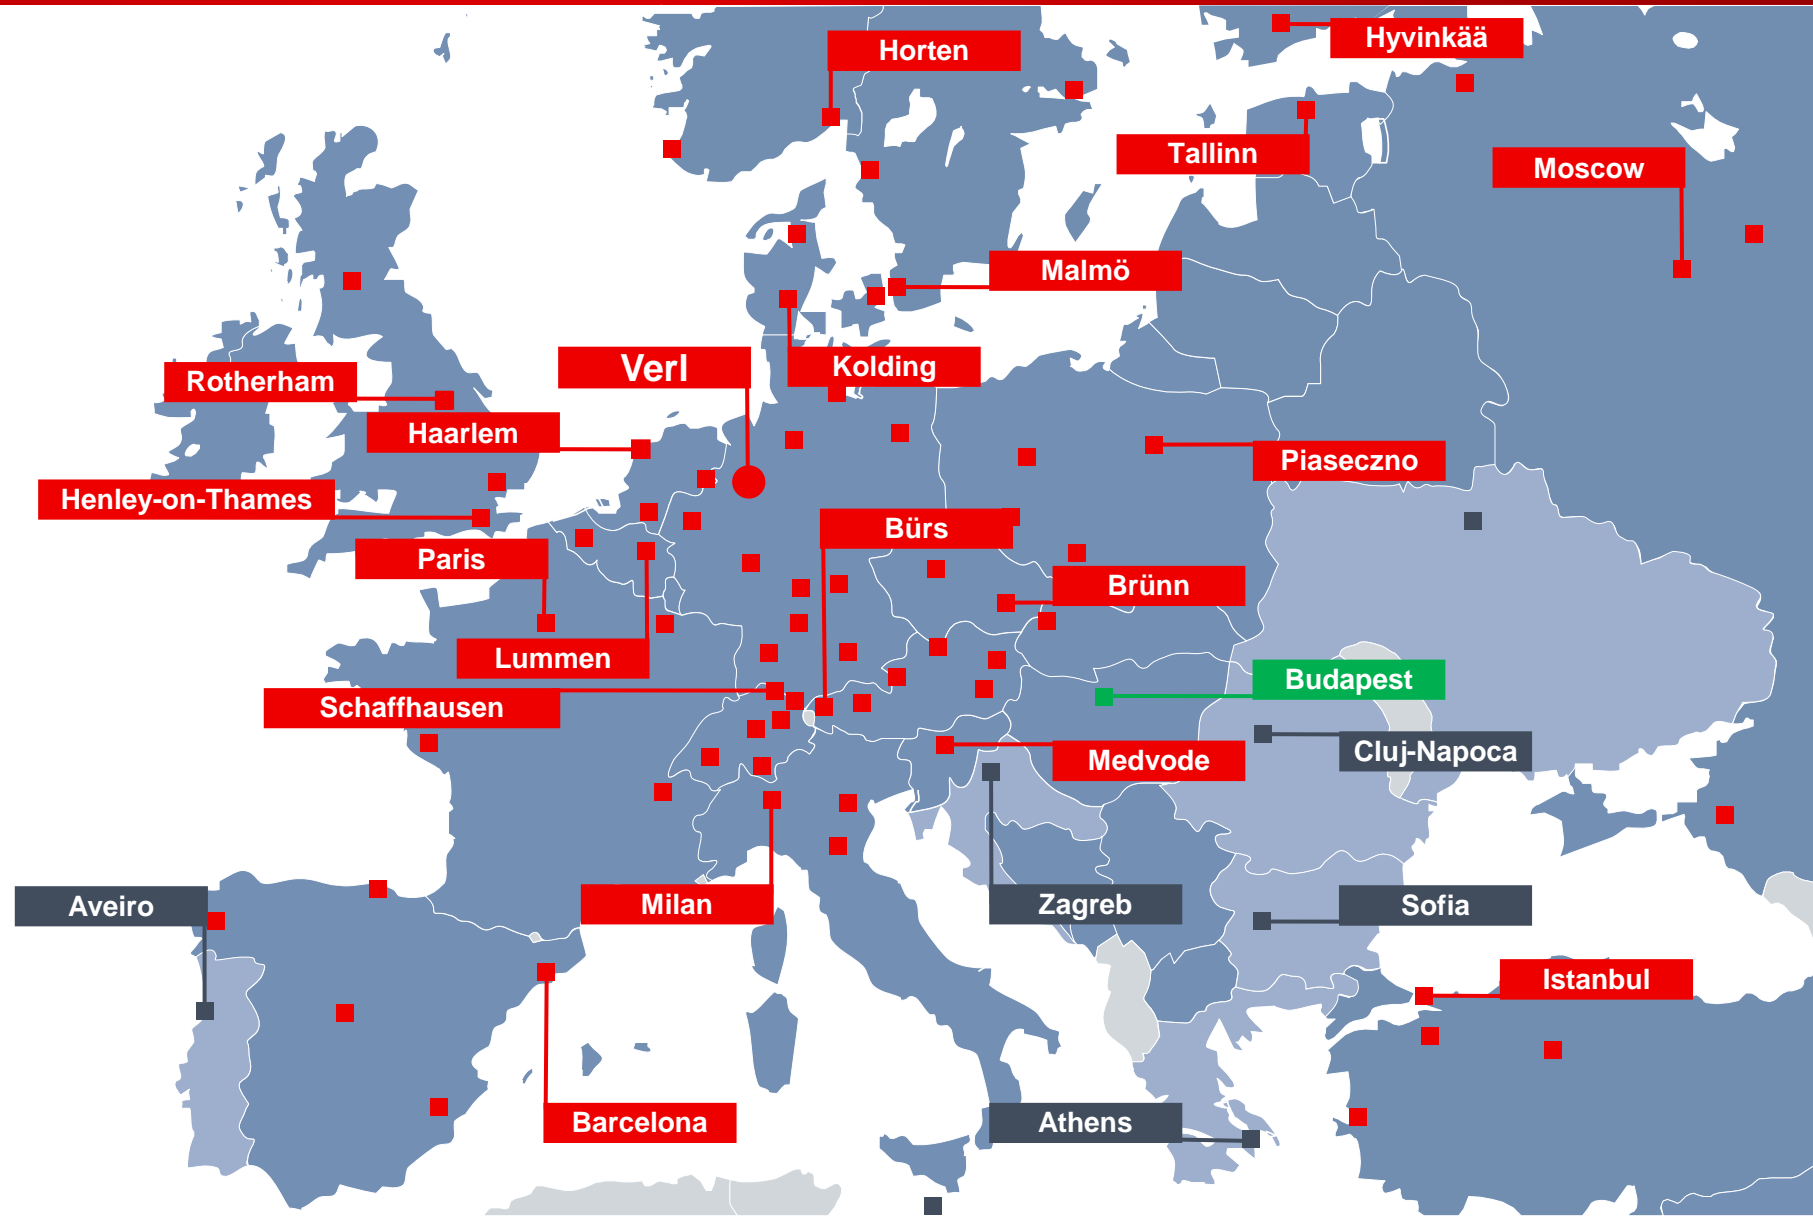 Hyvinkää
Horten
Tallinn
Moscow
Malmö
Verl
Kolding
Rotherham
Haarlem
Piaseczno
Henley-on-Thames
Bürs
Paris
Brünn
Lummen
Budapest
Schaffhausen
Cluj-Napoca
Medvode
Aveiro
Milan
Zagreb
Sofia
Istanbul
Barcelona
Athens